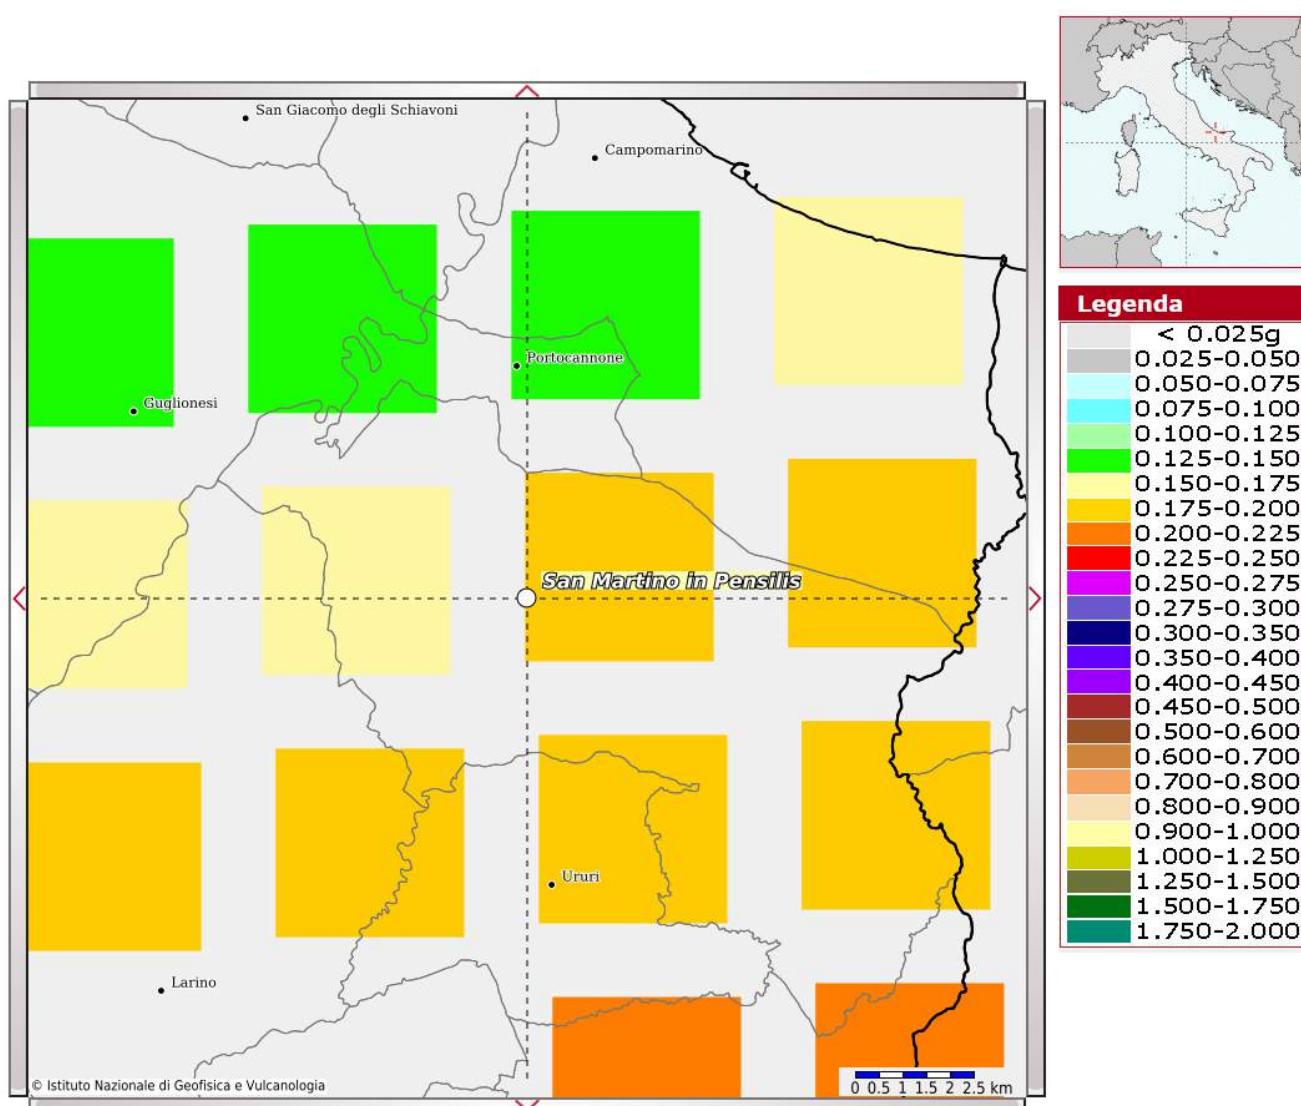 San Giacomo degli Schiavoni
Campomarino
Portocannone
Guglionesi
San Martino in Pensilis
Ururi
Larino
© Istituto Nazionale di Geofisica e Vulcanologia
0 0.5 1 1.5 2 2.5 km
Legenda
< 0.025g
0.025-0.050
0.050-0.075
0.075-0.100
0.100-0.125
0.125-0.150
0.150-0.175
0.175-0.200
0.200-0.225
0.225-0.250
0.250-0.275
0.275-0.300
0.300-0.350
0.350-0.400
0.400-0.450
0.450-0.500
0.500-0.600
0.600-0.700
0.700-0.800
0.800-0.900
0.900-1.000
1.000-1.250
1.250-1.500
1.500-1.750
1.750-2.000